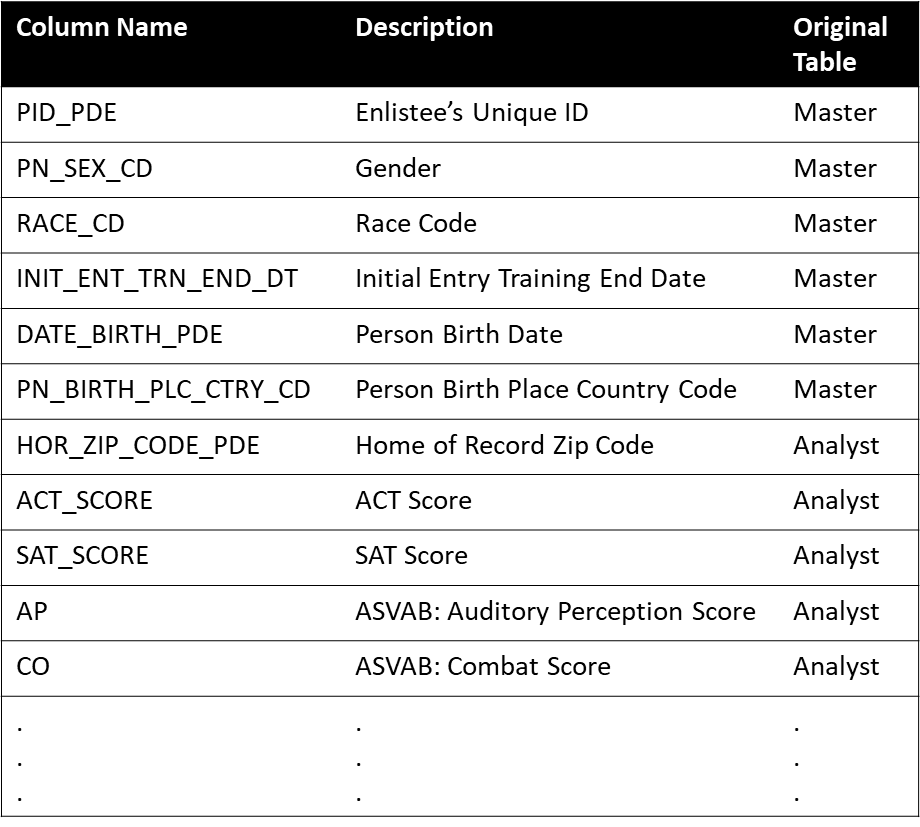 Column Name Description Original Table
PID_PDE Enlistee’s Unique ID Master
PN_SEX_CD Gender Master
RACE_CD Race Code Master
INIT_ENT_TRN_END_DT Initial Entry Training End Date Master
DATE_BIRTH_PDE Person Birth Date Master
PN_BIRTH_PLC_CTRY_CD Person Birth Place Country Code Master
HOR_ZIP_CODE_PDE Home of Record Zip Code Analyst
ACT_SCORE ACT Score Analyst
SAT_SCORE SAT Score Analyst
AP ASVAB: Auditory Perception Score Analyst
CO ASVAB: Combat Score Analyst
. . .
. . .
. . .